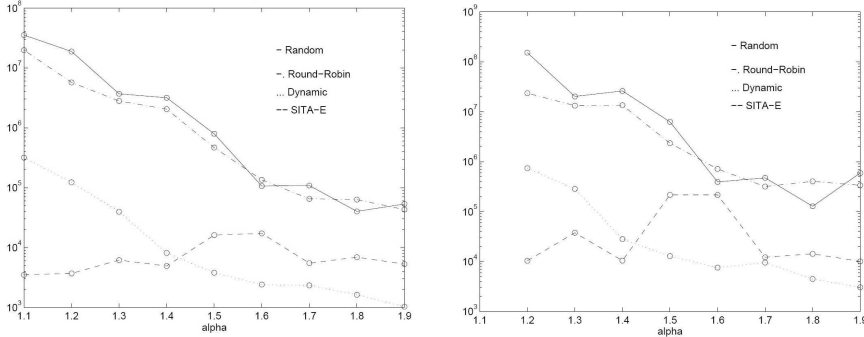 10^8
10^7
10^6
10^5
10^4
10^3
– Random
–. Round–Robin
... Dynamic
–– SITA–E
1.1 1.2 1.3 1.4 1.5 1.6 1.7 1.8 1.9
alpha
10^9
10^8
10^7
10^6
10^5
10^4
10^3
– Random
–. Round–Robin
... Dynamic
–– SITA–E
1.1 1.2 1.3 1.4 1.5 1.6 1.7 1.8 1.9
alpha